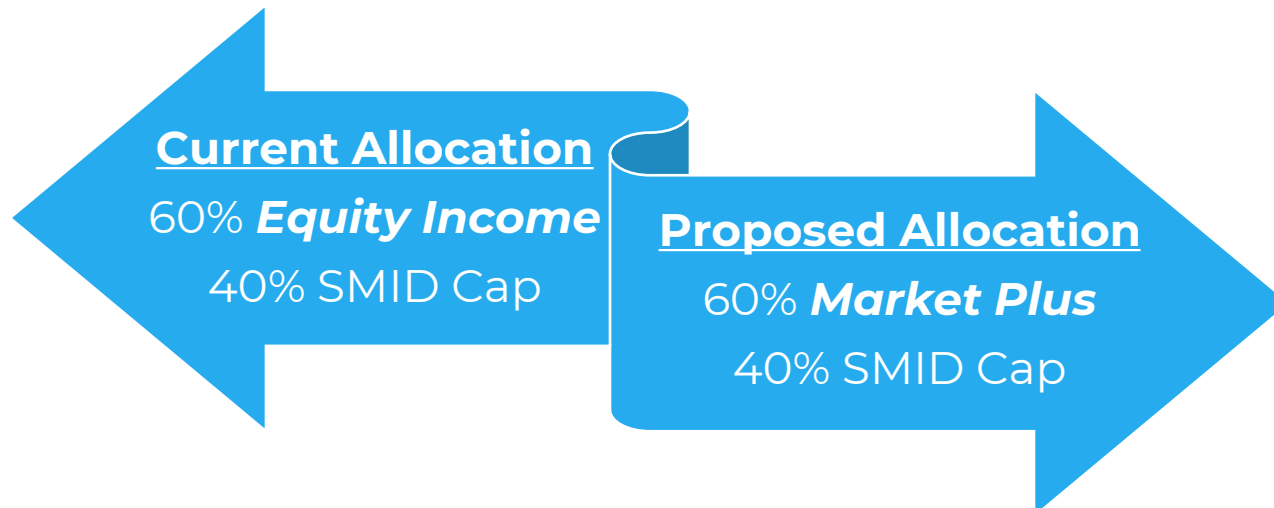 Current Allocation
60% Equity Income
40% SMID Cap
Proposed Allocation
60% Market Plus
40% SMID Cap